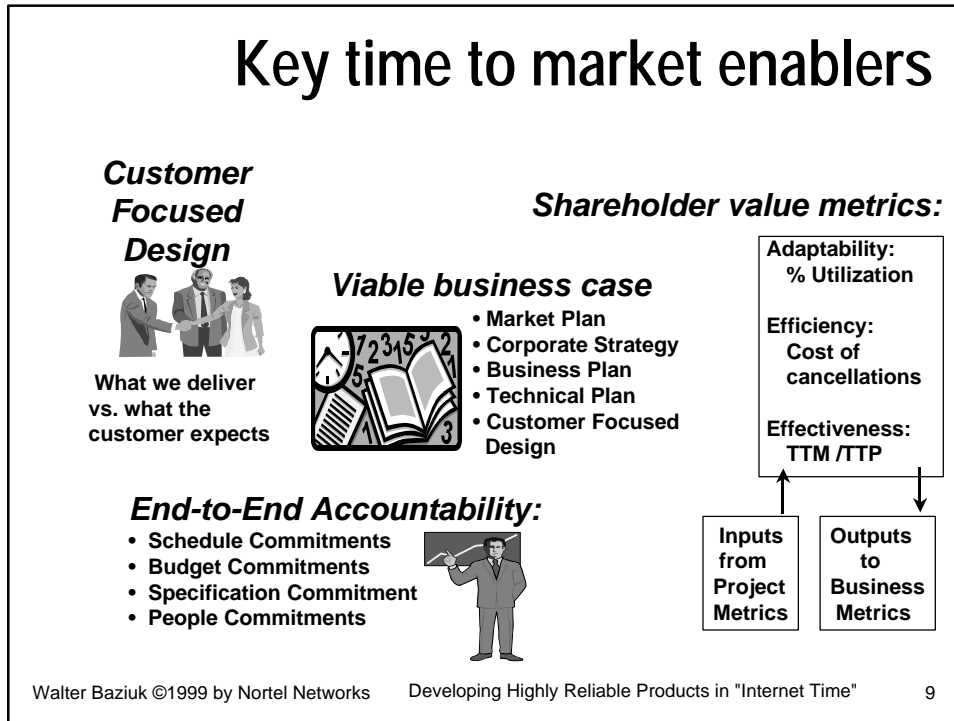 Key time to market enablers
Customer
Focused
Design
What we deliver
vs. what the
customer expects
Viable business case
• Market Plan
• Corporate Strategy
• Business Plan
• Technical Plan
• Customer Focused
Design
Shareholder value metrics:
Adaptability:
% Utilization
Efficiency:
Cost of
cancellations
Effectiveness:
TTM /TTP
Inputs
from
Project
Metrics
Outputs
to
Business
Metrics
End-to-End Accountability:
• Schedule Commitments
• Budget Commitments
• Specification Commitment
• People Commitments
Walter Baziuk ©1999 by Nortel Networks
Developing Highly Reliable Products in "Internet Time"
9